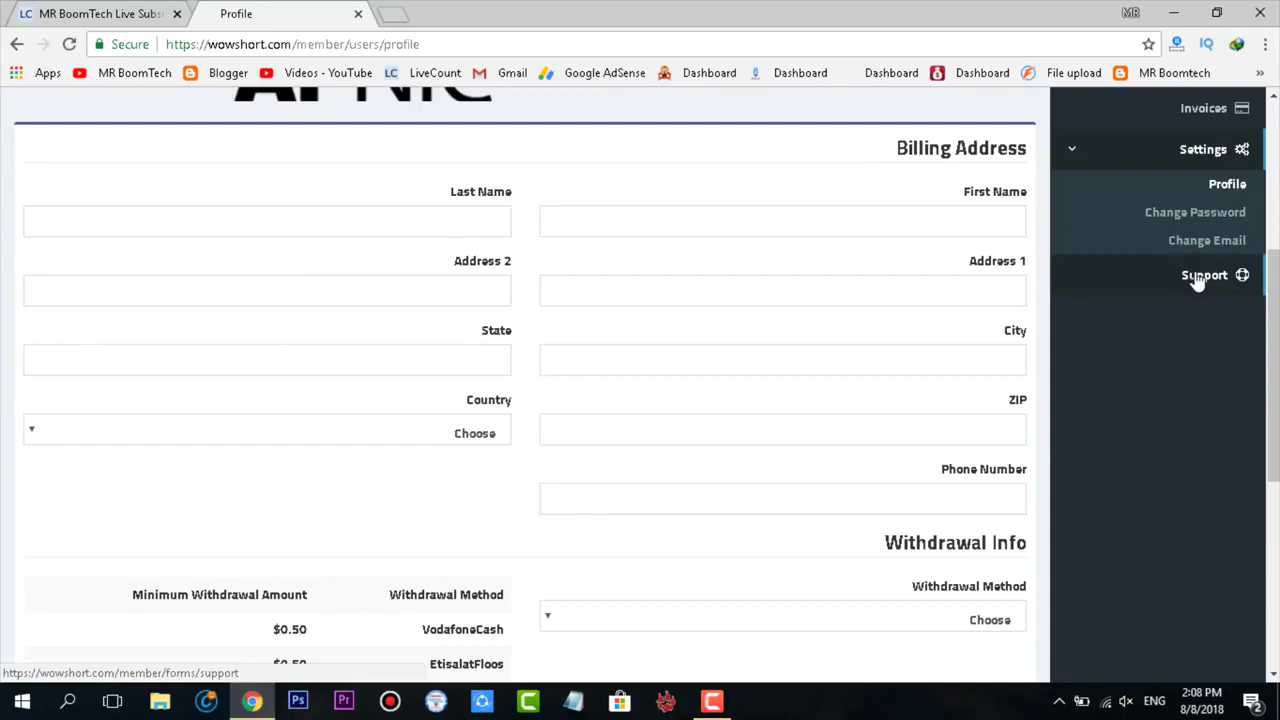 MR BoomTech Live Subs
Profile
MR
Secure
https://wowshort.com/member/users/profile
Apps
MR BoomTech
Blogger
Videos - YouTube
LC LiveCount
Gmail
Google AdSense
Dashboard
Dashboard
Dashboard
Dashboard
File upload
MR Boomtech
»
Invoices
Settings
Profile
Change Password
Change Email
Support
Billing Address
Last Name
First Name
Address 2
Address 1
State
City
Country
ZIP
Choose
Phone Number
Withdrawal Info
Minimum Withdrawal Amount
Withdrawal Method
Withdrawal Method
Choose
$0.50
VodafoneCash
$0.50
EtisalatFloos
https://wowshort.com/member/forms/support
ENG
2:08 PM
8/8/2018